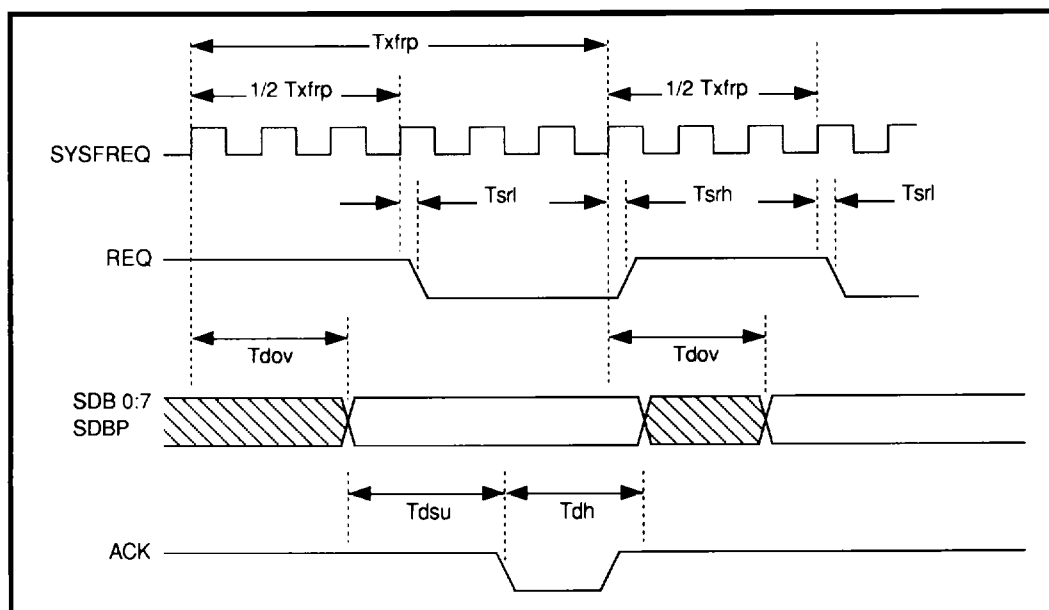 Txfrp
1/2 Txfrp 1/2 Txfrp
SYSFREQ
Tsrl Tsrh Tsrl
REQ
Tdov Tdov
SDB 0:7
SDBP
Tdsu Tdh
ACK